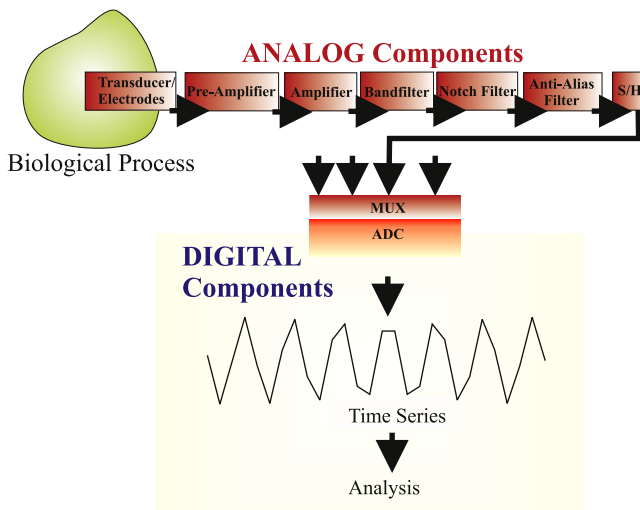 ANALOG Components
Transducer/
Electrodes
Pre-Amplifier
Amplifier
Bandfilter
Notch Filter
Anti-Alias
Filter
S/H
Biological Process
MUX
ADC
DIGITAL
Components
Time Series
Analysis